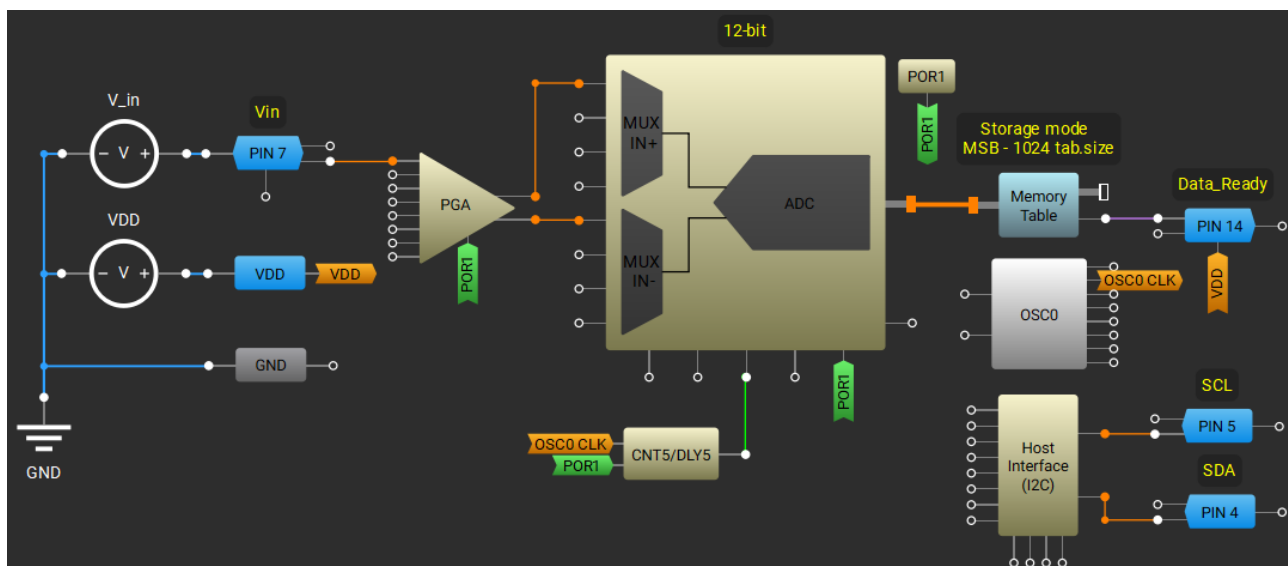 12-bit
V_in
Vin
- V +
PIN 7
VDD
- V +
VDD
VDD
GND
GND
PGA
POR1
MUX
IN+
MUX
IN-
ADC
POR1
OSC0 CLK
POR1
CNT5/DLY5
POR1
POR1
Storage mode
MSB - 1024 tab.size
Memory
Table
Data_Ready
PIN 14
VDD
OSC0 CLK
OSC0
Host
Interface
(I2C)
SCL
PIN 5
SDA
PIN 4